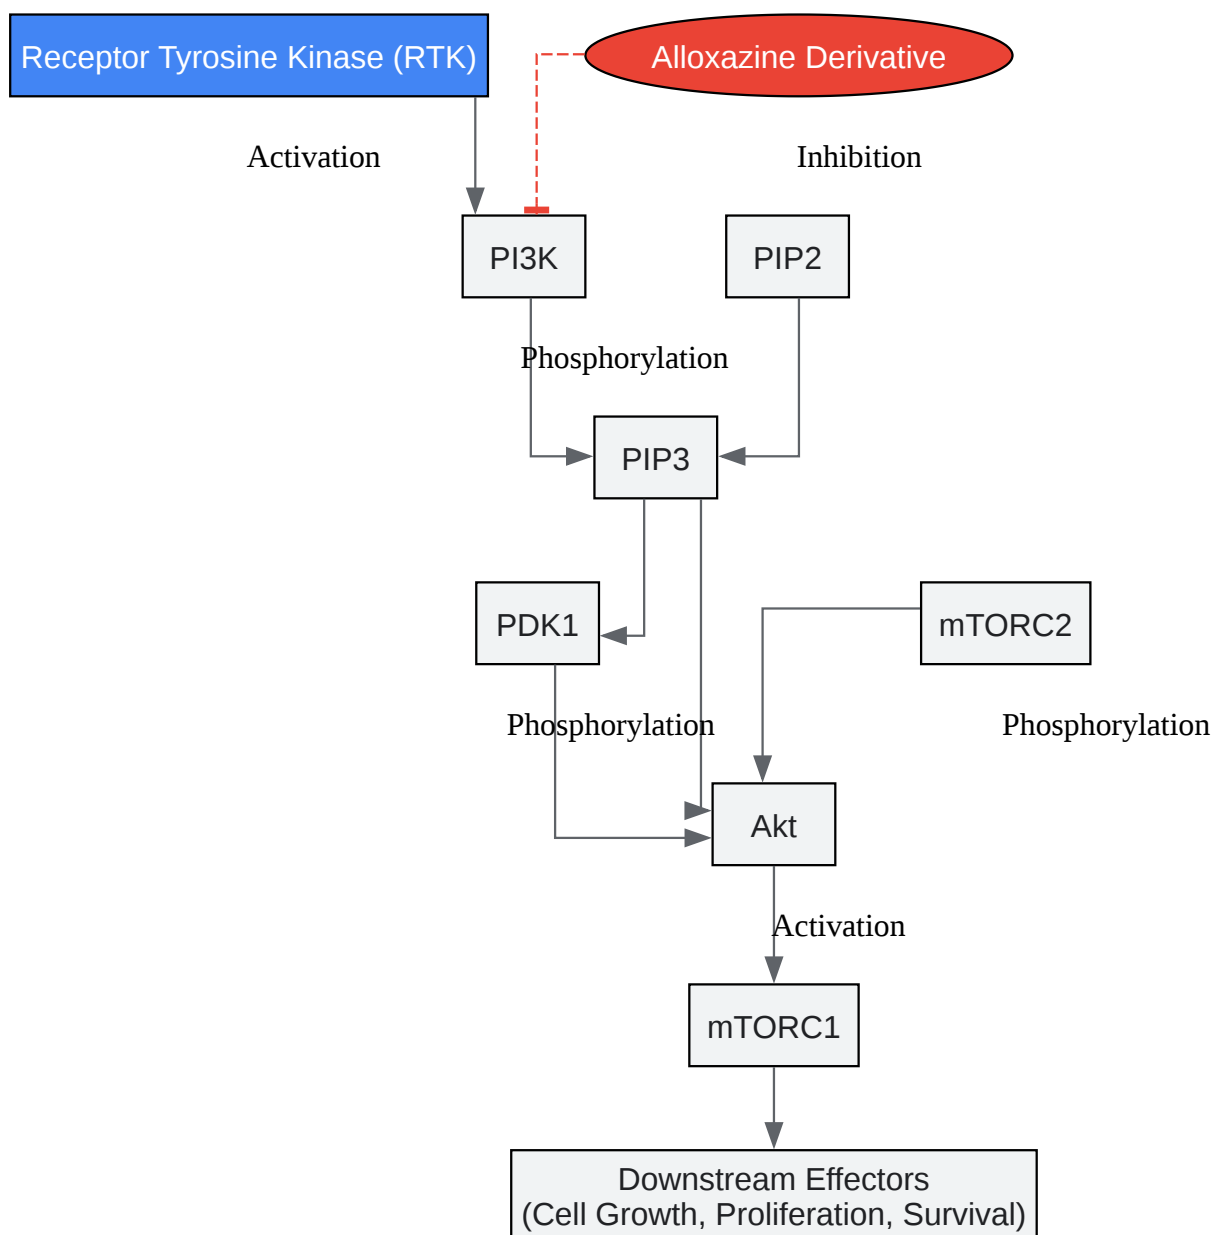 Receptor Tyrosine Kinase (RTK)
Alloxazine Derivative
Activation
Inhibition
PI3K
PIP2
Phosphorylation
PIP3
PDK1
mTORC2
Phosphorylation
Phosphorylation
Akt
Activation
mTORC1
Downstream Effectors
(Cell Growth, Proliferation, Survival)